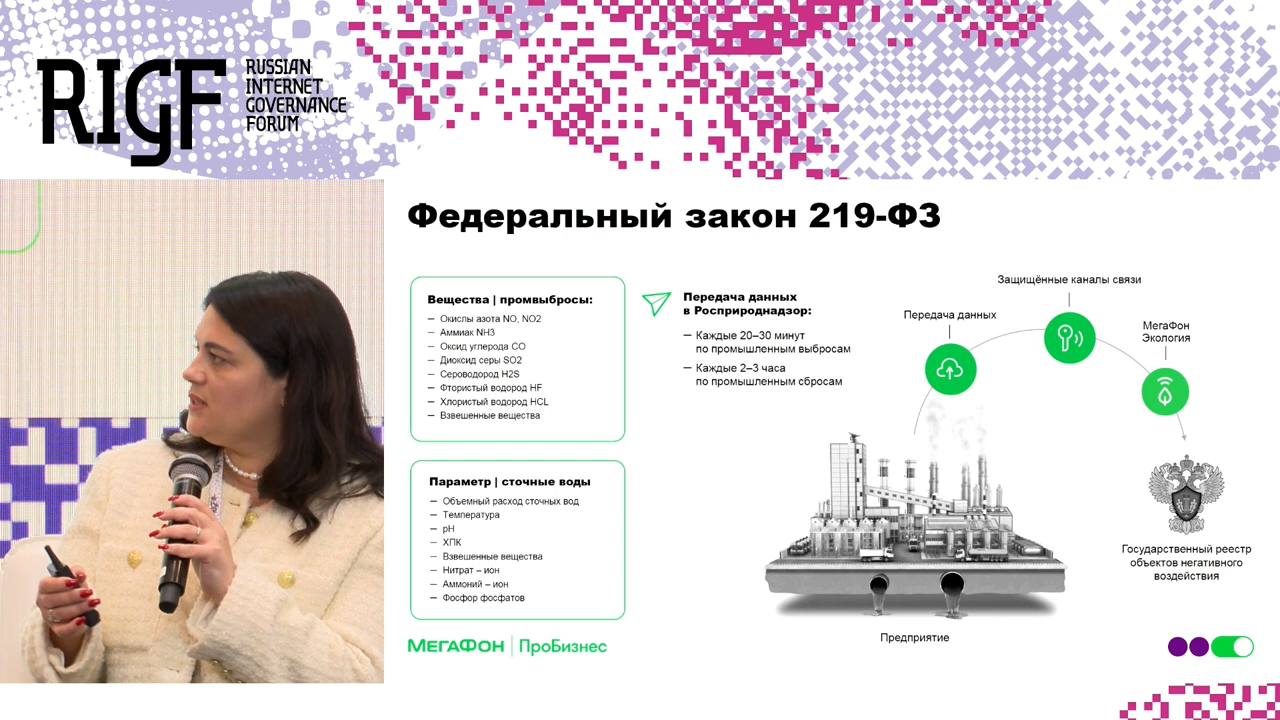 RIGF
RUSSIAN
INTERNET
GOVERNANCE
FORUM
Федеральный закон 219-ФЗ
Вещества | промвыбросы:
— Окислы азота NO, NO2
— Аммиак NH3
— Оксид углерода CO
— Диоксид серы SO2
— Сероводород H2S
— Фтористый водород HF
— Хлористый водород HCL
— Взвешенные вещества
Параметр | сточные воды
— Объемный расход сточных вод
— Температура
— pH
— ХПК
— Взвешенные вещества
— Нитрат – ион
— Аммоний – ион
— Фосфор фосфатов
Передача данных
в Росприроднадзор:
— Каждые 20–30 минут
по промышленным выбросам
— Каждые 2–3 часа
по промышленным сбросам
Защищённые каналы связи
Передача данных
МегаФон
Экология
Государственный реестр
объектов негативного
воздействия
Предприятие
МЕГАФОН | ПроБизнес